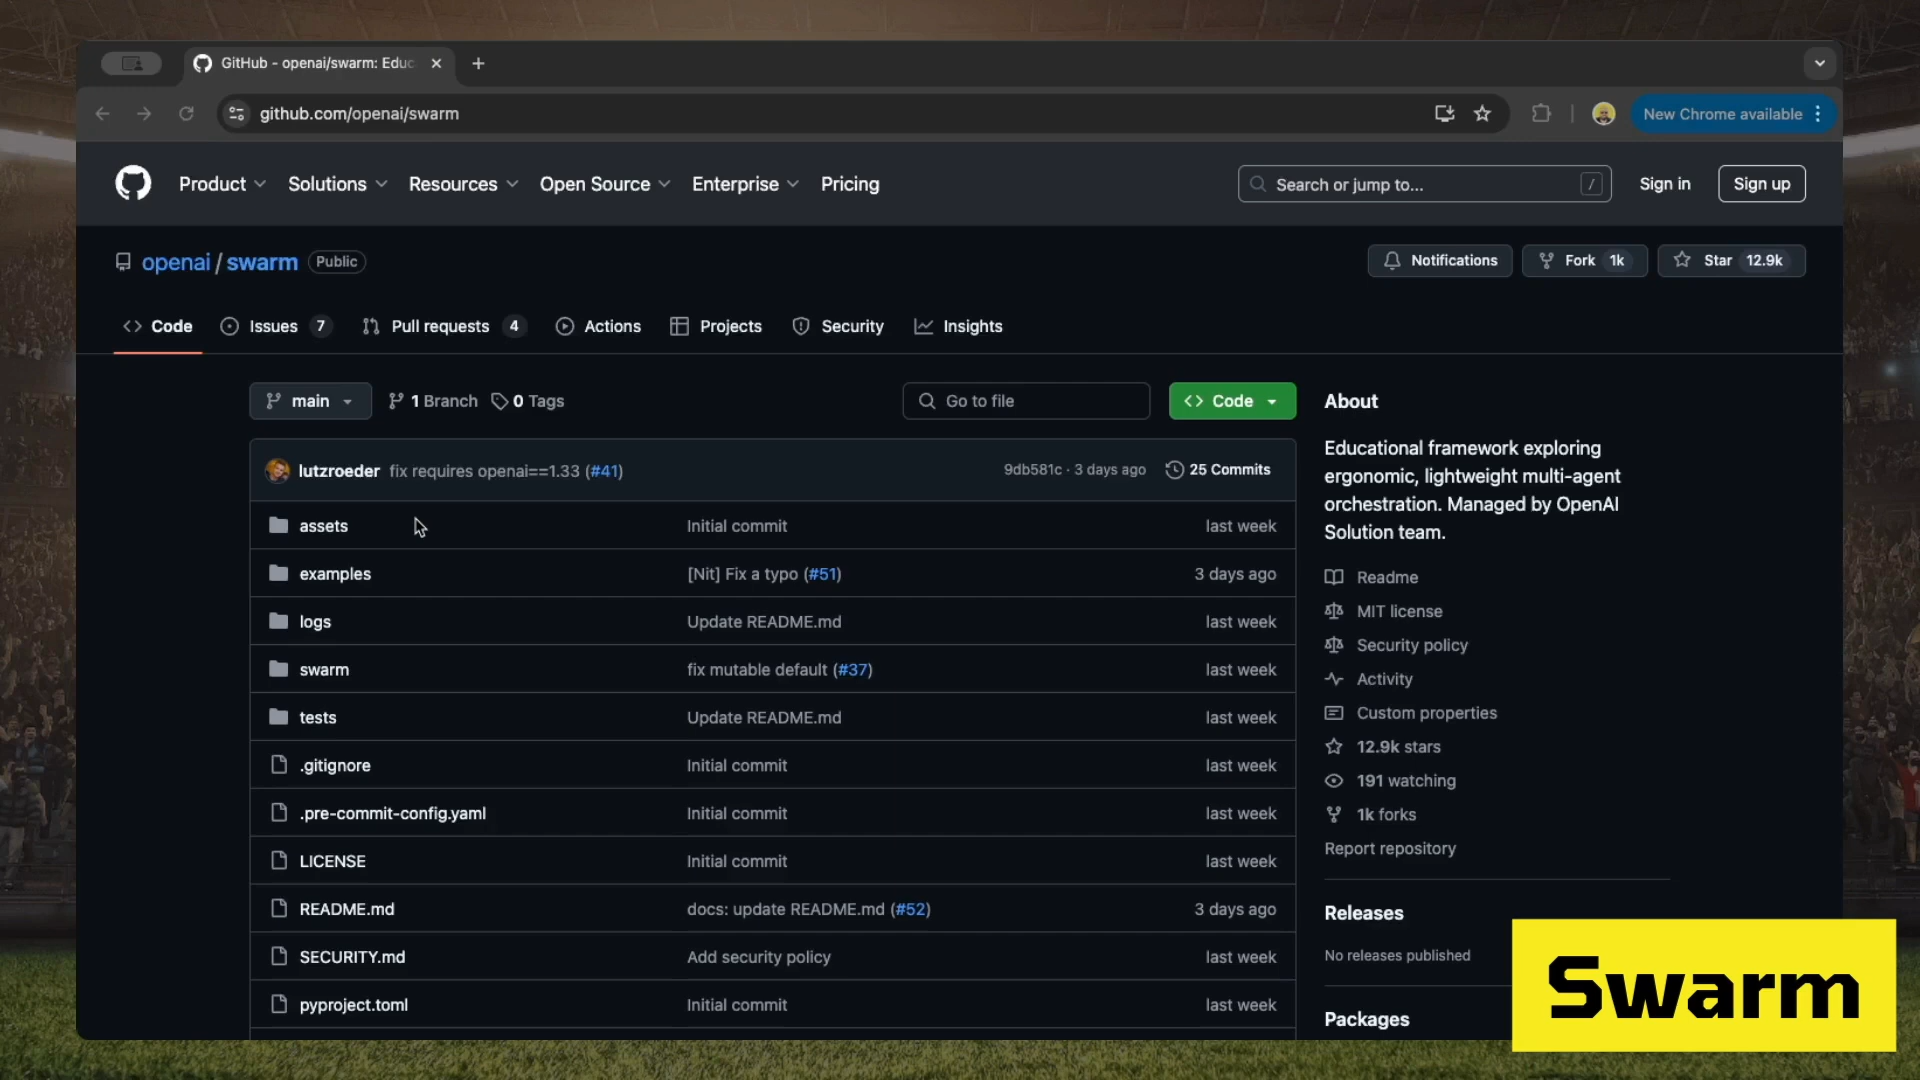 GitHub - openai/swarm: Educ
github.com/openai/swarm
New Chrome available
Product Solutions Resources Open Source Enterprise Pricing
Search or jump to... /
Sign in
Sign up
openai / swarm Public
Notifications
Fork 1k
Star 12.9k
Code Issues 7 Pull requests 4 Actions Projects Security Insights
main 1 Branch 0 Tags
Go to file
Code
lutzroeder fix requires openai==1.33 (#41) 9db581c · 3 days ago 25 Commits
assets Initial commit last week
examples [Nit] Fix a typo (#51) 3 days ago
logs Update README.md last week
swarm fix mutable default (#37) last week
tests Update README.md last week
.gitignore Initial commit last week
.pre-commit-config.yaml Initial commit last week
LICENSE Initial commit last week
README.md docs: update README.md (#52) 3 days ago
SECURITY.md Add security policy last week
pyproject.toml Initial commit last week
About
Educational framework exploring
ergonomic, lightweight multi-agent
orchestration. Managed by OpenAI
Solution team.
Readme
MIT license
Security policy
Activity
Custom properties
12.9k stars
191 watching
1k forks
Report repository
Releases
No releases published
Packages
Swarm